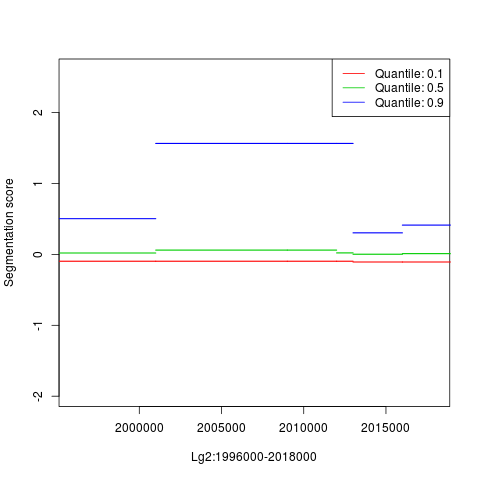 Quantile: 0.1
Quantile: 0.5
Quantile: 0.9
Segmentation score
2
1
0
-1
-2
2000000 2005000 2010000 2015000
Lg2:1996000-2018000